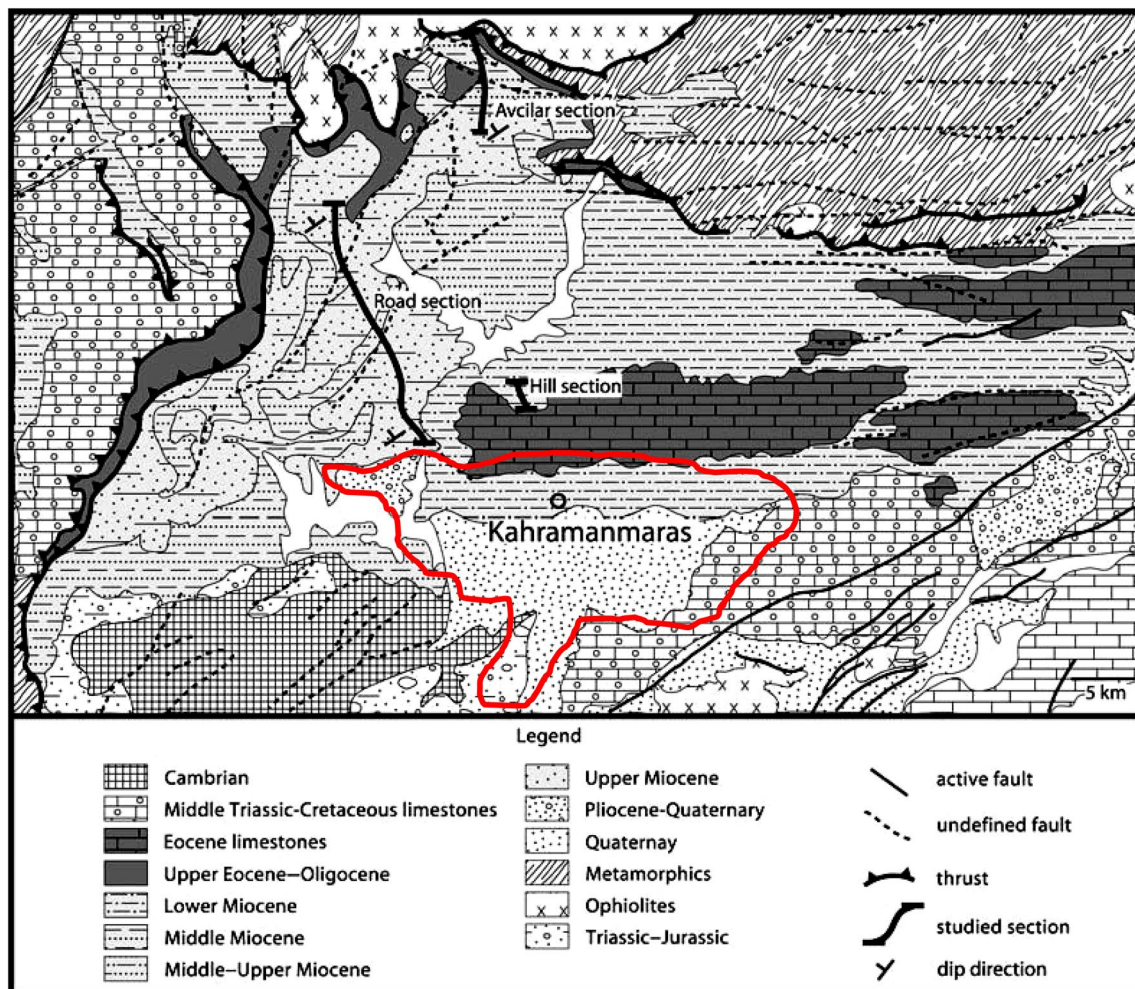 Avcilar section
Road section
Hill section
Kahramanmaras
5 km
Legend
Cambrian
Middle Triassic-Cretaceous limestones
Eocene limestones
Upper Eocene–Oligocene
Lower Miocene
Middle Miocene
Middle–Upper Miocene
Upper Miocene
Pliocene-Quaternary
Quaternay
Metamorphics
Ophiolites
Triassic–Jurassic
active fault
undefined fault
thrust
studied section
dip direction